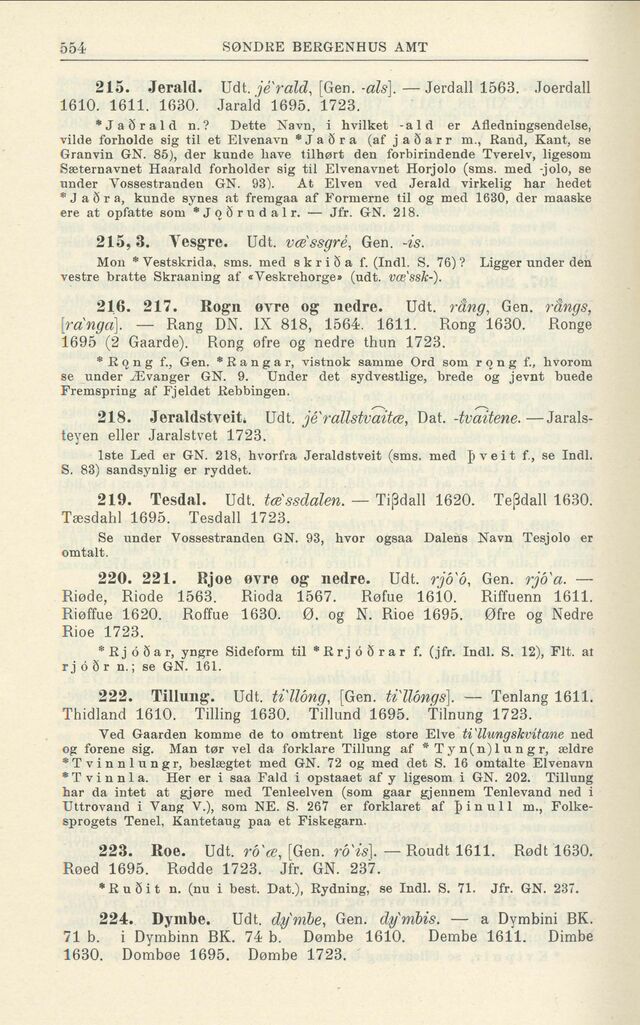 554 SØNDRE BERGENHUS AMT
215. Jerald. Udt. jé`rald, [Gen. -als]. — Jerdall 1563. Joerdall
1610. 1611. 1630. Jarald 1695. 1723.
*Jaðrald n.? Dette Navn, i hvilket -ald er Afledningsendelse,
vilde forholde sig til et Elvenavn *Jaðra (af jaðarr m., Rand, Kant, se
Granvin GN. 85), der kunde have tilhørt den forbirindende Tverelv, ligesom
Sæternavnet Haarald forholder sig til Elvenavnet Horjolo (sms. med -jolo, se
under Vossestranden GN. 93). At Elven ved Jerald virkelig har hedet
*Jaðra, kunde synes at fremgaa af Formerne til og med 1630, der maaske
ere at opfatte som *Jǫðrudalr. — Jfr. GN. 218.
215,3. Vesgre. Udt. væ`ssgré, Gen. -is.
Mon *Vestskrida, sms. med skriða f. (Indl. S. 76)? Ligger under den
vestre bratte Skraaning af «Veskrehorge» (udt. væ`ssk-).
216. 217. Rogn øvre og nedre. Udt. rång, Gen. rångs,
[ra`nga]. — Rang DN. IX 818, 1564. 1611. Rong 1630. Ronge
1695 (2 Gaarde). Rong øfre og nedre thun 1723.
*Rǫng f., Gen. *Rangar, vistnok samme Ord som rǫng f., hvorom
se under Ævanger GN. 9. Under det sydvestlige, brede og jevnt buede
Fremspring af Fjeldet Rebbingen.
218. Jeraldstveit. Udt. jé`rallstvaitæ, Dat. -tvaitene. — Jarals-
teyen eller Jaralstvet 1723.
1ste Led er GN. 218, hvorfra Jeraldstveit (sms. med þveit f., se Indl.
S. 83) sandsynlig er ryddet.
219. Tesdal. Udt. tæ`ssdalen. — Tiβdall 1620. Teβdall 1630.
Tæsdahl 1695. Tesdall 1723.
Se under Vossestranden GN. 93, hvor ogsaa Dalens Navn Tesjolo er
omtalt.
220. 221. Rjoe øvre og nedre. Udt. rjó`ó, Gen. rjó`a. —
Riøde, Riode 1563. Rioda 1567. Røfue 1610. Riffuenn 1611.
Riøffue 1620. Roffue 1630. Ø. og N. Rioe 1695. Øfre og Nedre
Rioe 1723.
*Rjóðar, yngre Sideform til *Rrjóðrar f. (jfr. Indl. S. 12), Flt. af
rjóðr n.; se GN. 161.
222. Tillung. Udt. ti`llóng, [Gen. ti`llóngs]. — Tenlang 1611.
Thidland 1610. Tilling 1630. Tillund 1695. Tilnung 1723.
Ved Gaarden komme de to omtrent lige store Elve ti`llungskvitane ned
og forene sig. Man tør vel da forklare Tillung af *Tyn(n)lungr, ældre
*Tvinnlungr, beslægtet med GN. 72 og med det S. 16 omtalte Elvenavn
*Tvinnla. Her er i saa Fald i opstaaet af y ligesom i GN. 202. Tillung
har da intet at gjøre med Tenleelven (som gaar gjennem Tenlevand ned i
Uttrovand i Vang V.), som NE. S. 267 er forklaret af þinull m., Folke-
sprogets Tenel, Kantetaug paa et Fiskegarn.
223. Roe. Udt. ró`æ, [Gen. ró`is]. — Roudt 1611. Rødt 1630.
Røed 1695. Rødde 1723. Jfr. GN. 237.
*Ruðit n. (nu i best. Dat.), Rydning, se Indl. S. 71. Jfr. GN. 237.
224. Dymbe. Udt. dy`mbe, Gen. dy`mbis. — a Dymbini BK.
71 b. i Dymbinn BK. 74 b. Dømbe 1610. Dembe 1611. Dimbe
1630. Domboe 1695. Dømbe 1723.